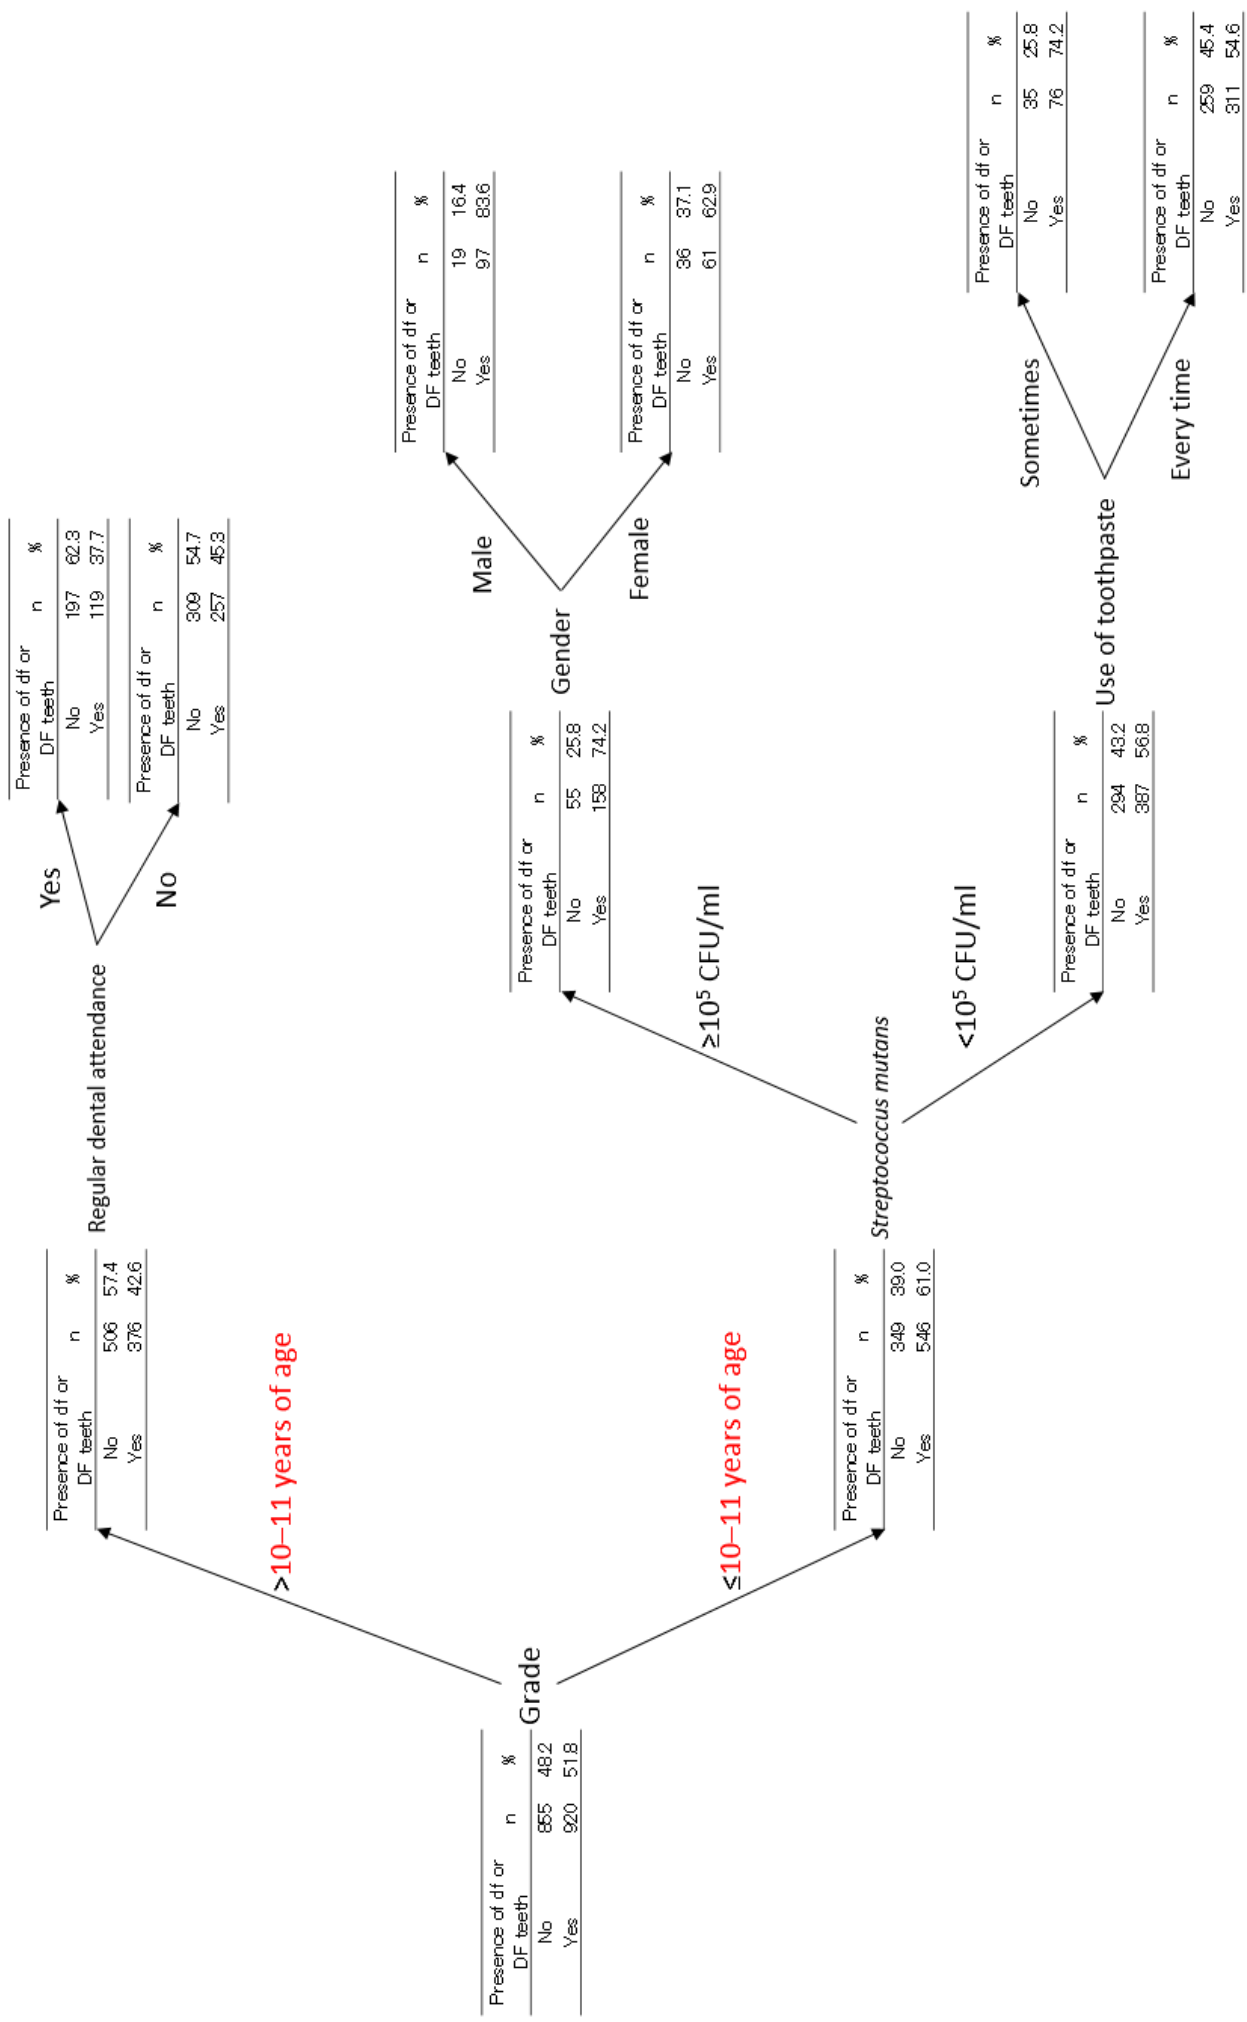 Presence of df or
DF teeth n %
No 855 48.2
Yes 920 51.8
Grade
>10–11 years of age
Presence of df or
DF teeth n %
No 506 57.4
Yes 376 42.6
Regular dental attendance
Yes
Presence of df or
DF teeth n %
No 197 62.3
Yes 119 37.7
No
Presence of df or
DF teeth n %
No 309 54.7
Yes 257 45.3
≤10–11 years of age
Presence of df or
DF teeth n %
No 349 39.0
Yes 546 61.0
Streptococcus mutans
≥10⁵ CFU/ml
Presence of df or
DF teeth n %
No 55 25.8
Yes 158 74.2
Gender
Male
Presence of df or
DF teeth n %
No 19 16.4
Yes 97 83.6
Female
Presence of df or
DF teeth n %
No 36 37.1
Yes 61 62.9
<10⁵ CFU/ml
Presence of df or
DF teeth n %
No 294 43.2
Yes 387 56.8
Use of toothpaste
Sometimes
Presence of df or
DF teeth n %
No 35 25.8
Yes 76 74.2
Every time
Presence of df or
DF teeth n %
No 259 45.4
Yes 311 54.6